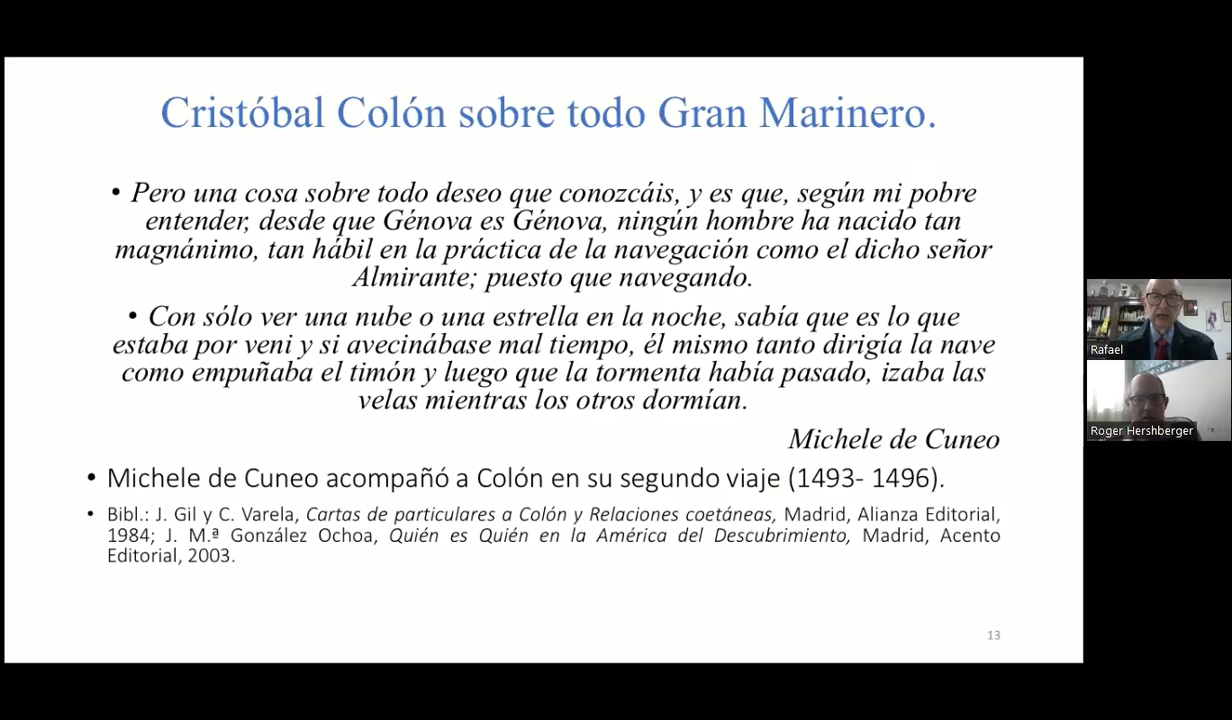 Cristóbal Colón sobre todo Gran Marinero.
• Pero una cosa sobre todo deseo que conozcáis, y es que, según mi pobre
entender, desde que Génova es Génova, ningún hombre ha nacido tan
magnánimo, tan hábil en la práctica de la navegación como el dicho señor
Almirante; puesto que navegando.
• Con sólo ver una nube o una estrella en la noche, sabía que es lo que
estaba por veni y si avecinábase mal tiempo, él mismo tanto dirigía la nave
como empuñaba el timón y luego que la tormenta había pasado, izaba las
velas mientras los otros dormían.
Michele de Cuneo
• Michele de Cuneo acompañó a Colón en su segundo viaje (1493- 1496).
• Bibl.: J. Gil y C. Varela, Cartas de particulares a Colón y Relaciones coetáneas, Madrid, Alianza Editorial,
1984; J. M.ª González Ochoa, Quién es Quién en la América del Descubrimiento, Madrid, Acento
Editorial, 2003.
13
Rafael
Roger Hershberger